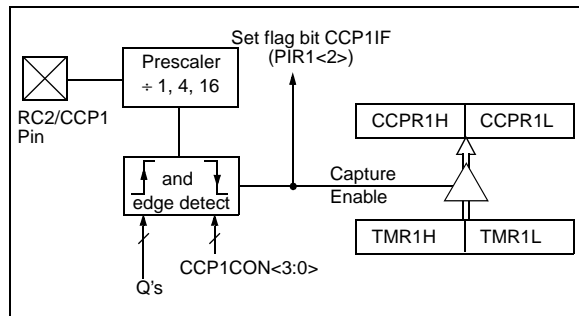 Set flag bit CCP1IF
(PIR1<2>)
Prescaler
÷ 1, 4, 16
RC2/CCP1
Pin
CCPR1H
CCPR1L
and
edge detect
Capture
Enable
TMR1H
TMR1L
CCP1CON<3:0>
Q's